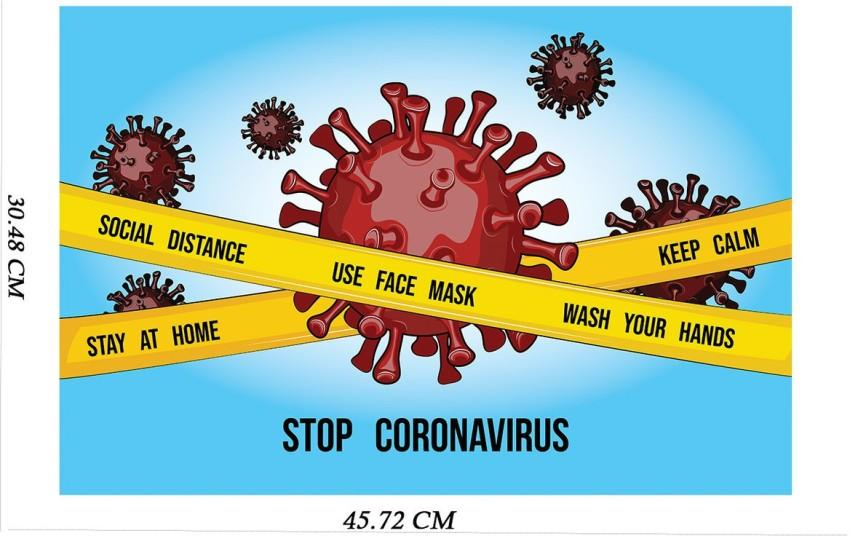 SOCIAL DISTANCE
USE FACE MASK
WASH YOUR HANDS
KEEP CALM
STAY AT HOME
STOP CORONAVIRUS
30.48 CM
45.72 CM